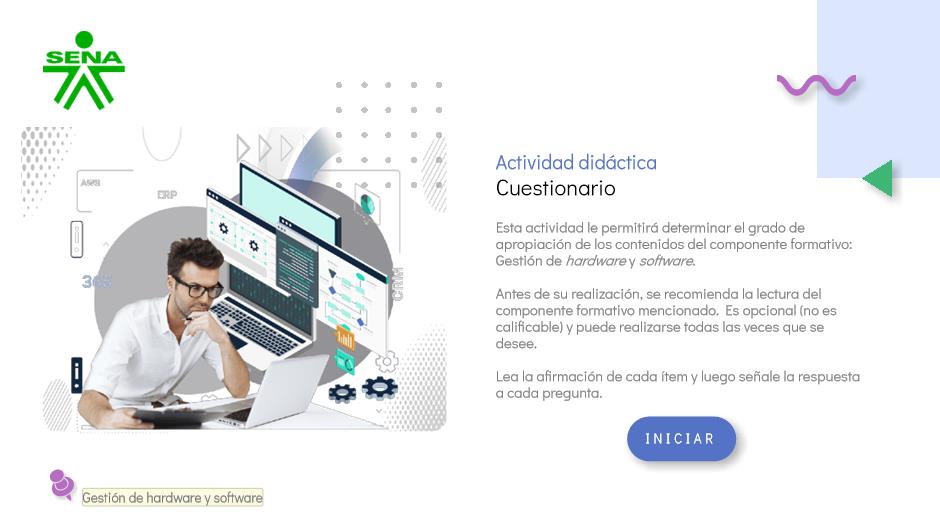 SENA
AWB
ERP
365
CRM
Actividad didáctica
Cuestionario
Esta actividad le permitirá determinar el grado de
apropiación de los contenidos del componente formativo:
Gestión de hardware y software.
Antes de su realización, se recomienda la lectura del
componente formativo mencionado. Es opcional (no es
calificable) y puede realizarse todas las veces que se
desee.
Lea la afirmación de cada ítem y luego señale la respuesta
a cada pregunta.
INICIAR
Gestión de hardware y software